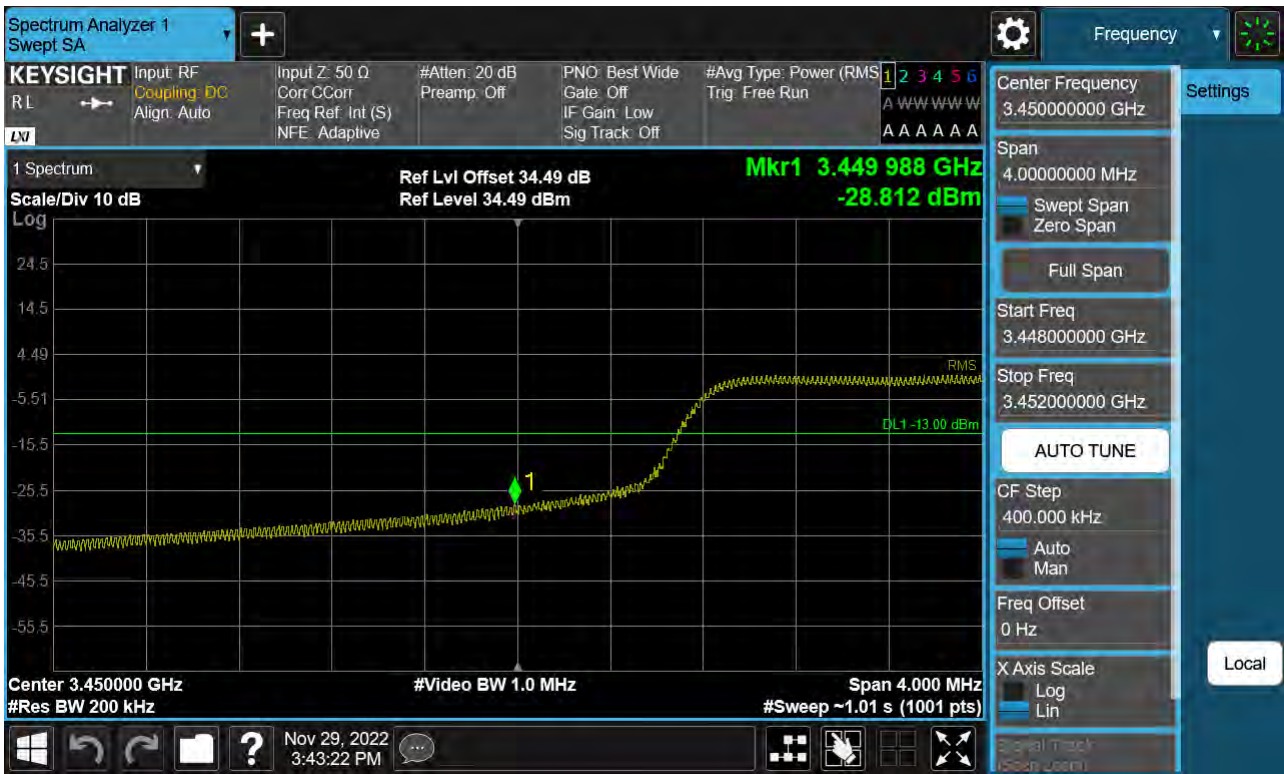 Spectrum Analyzer 1
Swept SA
Frequency
KEYSIGHT
RL
LXI
Input: RF
Coupling: DC
Align: Auto
Input Z: 50 Ω
Corr CCorr
Freq Ref: Int (S)
NFE: Adaptive
#Atten: 20 dB
Preamp: Off
PNO: Best Wide
Gate: Off
IF Gain: Low
Sig Track: Off
#Avg Type: Power (RMS
Trig: Free Run
1 2 3 4 5 6
A W W W W W
A A A A A A
1 Spectrum
Scale/Div 10 dB
Log
Ref Lvl Offset 34.49 dB
Ref Level 34.49 dBm
Mkr1 3.449 988 GHz
-28.812 dBm
24.5
14.5
4.49
-5.51
-15.5
-25.5
-35.5
-45.5
-55.5
RMS
DL1 -13.00 dBm
1
Center 3.450000 GHz
#Res BW 200 kHz
#Video BW 1.0 MHz
Span 4.000 MHz
#Sweep ~1.01 s (1001 pts)
Center Frequency
3.450000000 GHz
Span
4.00000000 MHz
Swept Span
Zero Span
Full Span
Start Freq
3.448000000 GHz
Stop Freq
3.452000000 GHz
AUTO TUNE
CF Step
400.000 kHz
Auto
Man
Freq Offset
0 Hz
X Axis Scale
Log
Lin
Signal Track
(Span Zoom)
Settings
Local
Nov 29, 2022
3:43:22 PM